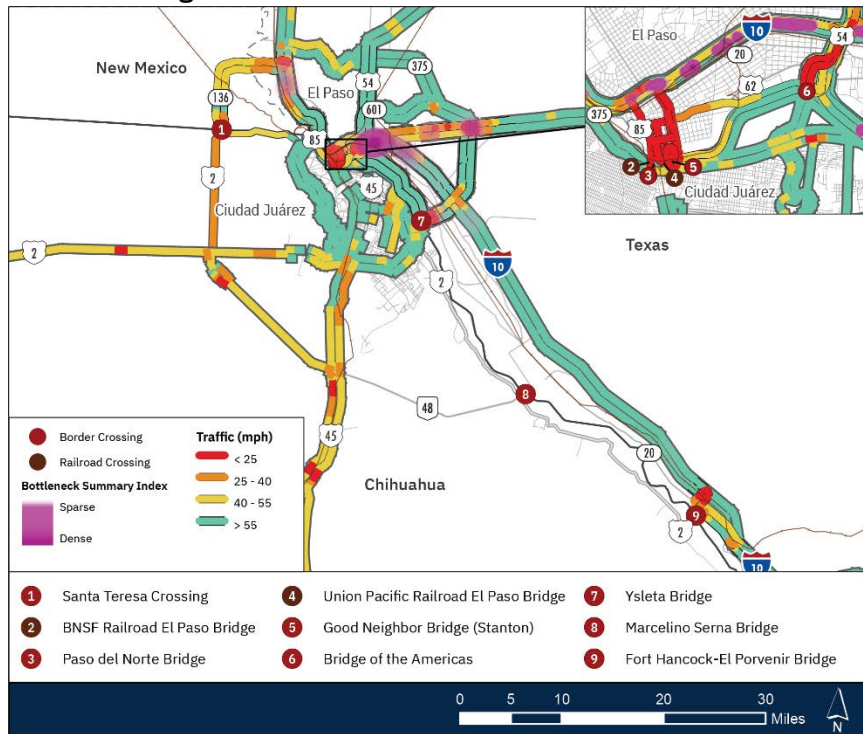 New Mexico
El Paso
Ciudad Juárez
Texas
Chihuahua
136
2
85
54
375
601
45
10
2
2
20
48
45
2
10
1
7
8
9
El Paso
10
20
54
62
375
85
6
2
3
4
5
Ciudad Juárez
Border Crossing
Railroad Crossing
Bottleneck Summary Index
Sparse
Dense
Traffic (mph)
< 25
25 - 40
40 - 55
> 55
1 Santa Teresa Crossing
2 BNSF Railroad El Paso Bridge
3 Paso del Norte Bridge
4 Union Pacific Railroad El Paso Bridge
5 Good Neighbor Bridge (Stanton)
6 Bridge of the Americas
7 Ysleta Bridge
8 Marcelino Serna Bridge
9 Fort Hancock-El Porvenir Bridge
0 5 10 20 30
Miles
N